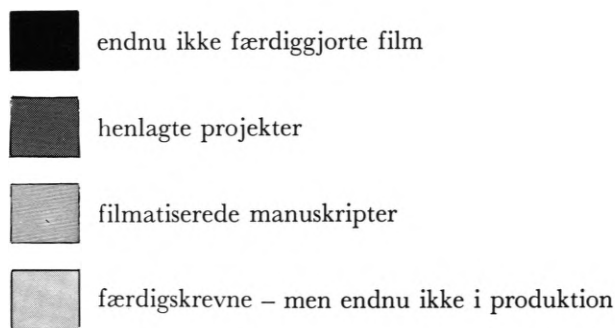 endnu ikke færdiggjorte film
henlagte projekter
filmatiserede manuskripter
færdigskrevne – men endnu ikke i produktion